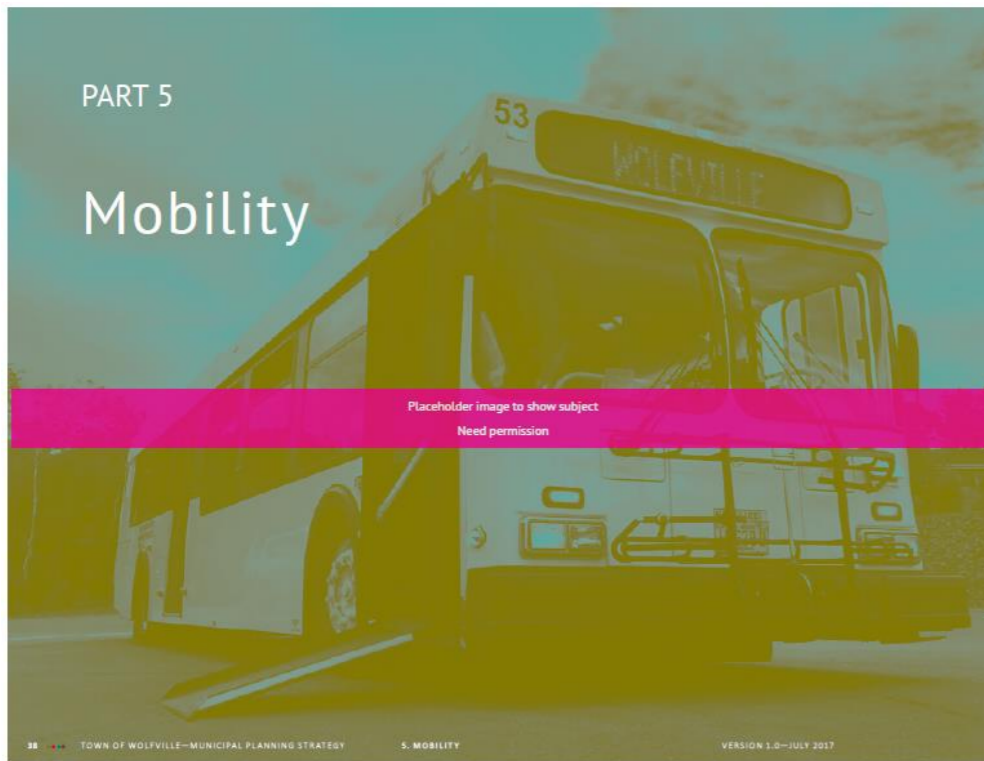 PART 5
Mobility
53
WOLFVILLE
Placeholder image to show subject
Need permission
38 TOWN OF WOLFVILLE—MUNICIPAL PLANNING STRATEGY 5. MOBILITY VERSION 1.0—JULY 2017